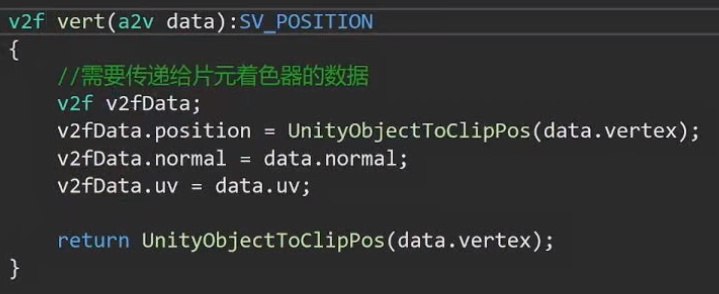 v2f vert(a2v data):SV_POSITION
{
//需要传递给片元着色器的数据
v2f v2fData;
v2fData.position = UnityObjectToClipPos(data.vertex);
v2fData.normal = data.normal;
v2fData.uv = data.uv;
return UnityObjectToClipPos(data.vertex);
}